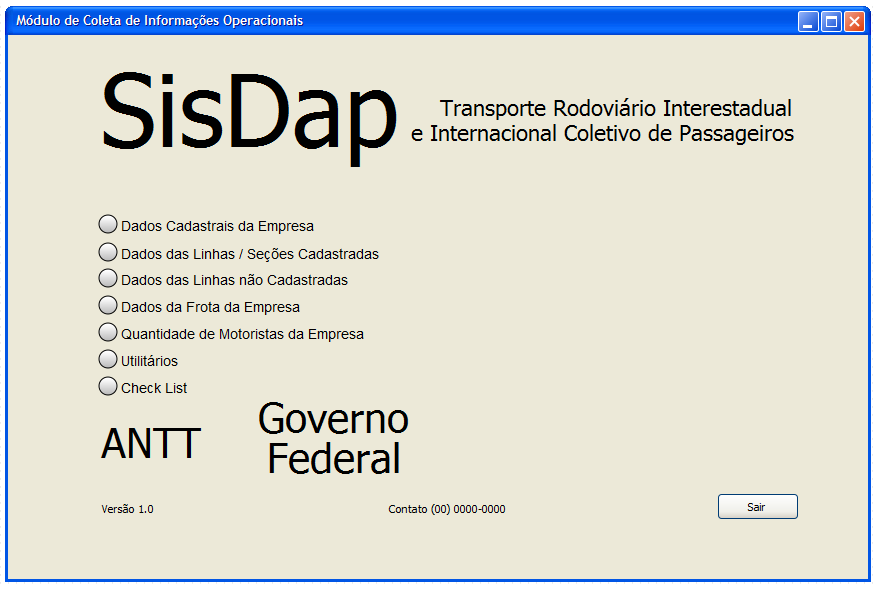 Módulo de Coleta de Informações Operacionais
SisDap
Transporte Rodoviário Interestadual
e Internacional Coletivo de Passageiros
Dados Cadastrais da Empresa
Dados das Linhas / Seções Cadastradas
Dados das Linhas não Cadastradas
Dados da Frota da Empresa
Quantidade de Motoristas da Empresa
Utilitários
Check List
ANTT
Governo
Federal
Versão 1.0
Contato (00) 0000-0000
Sair